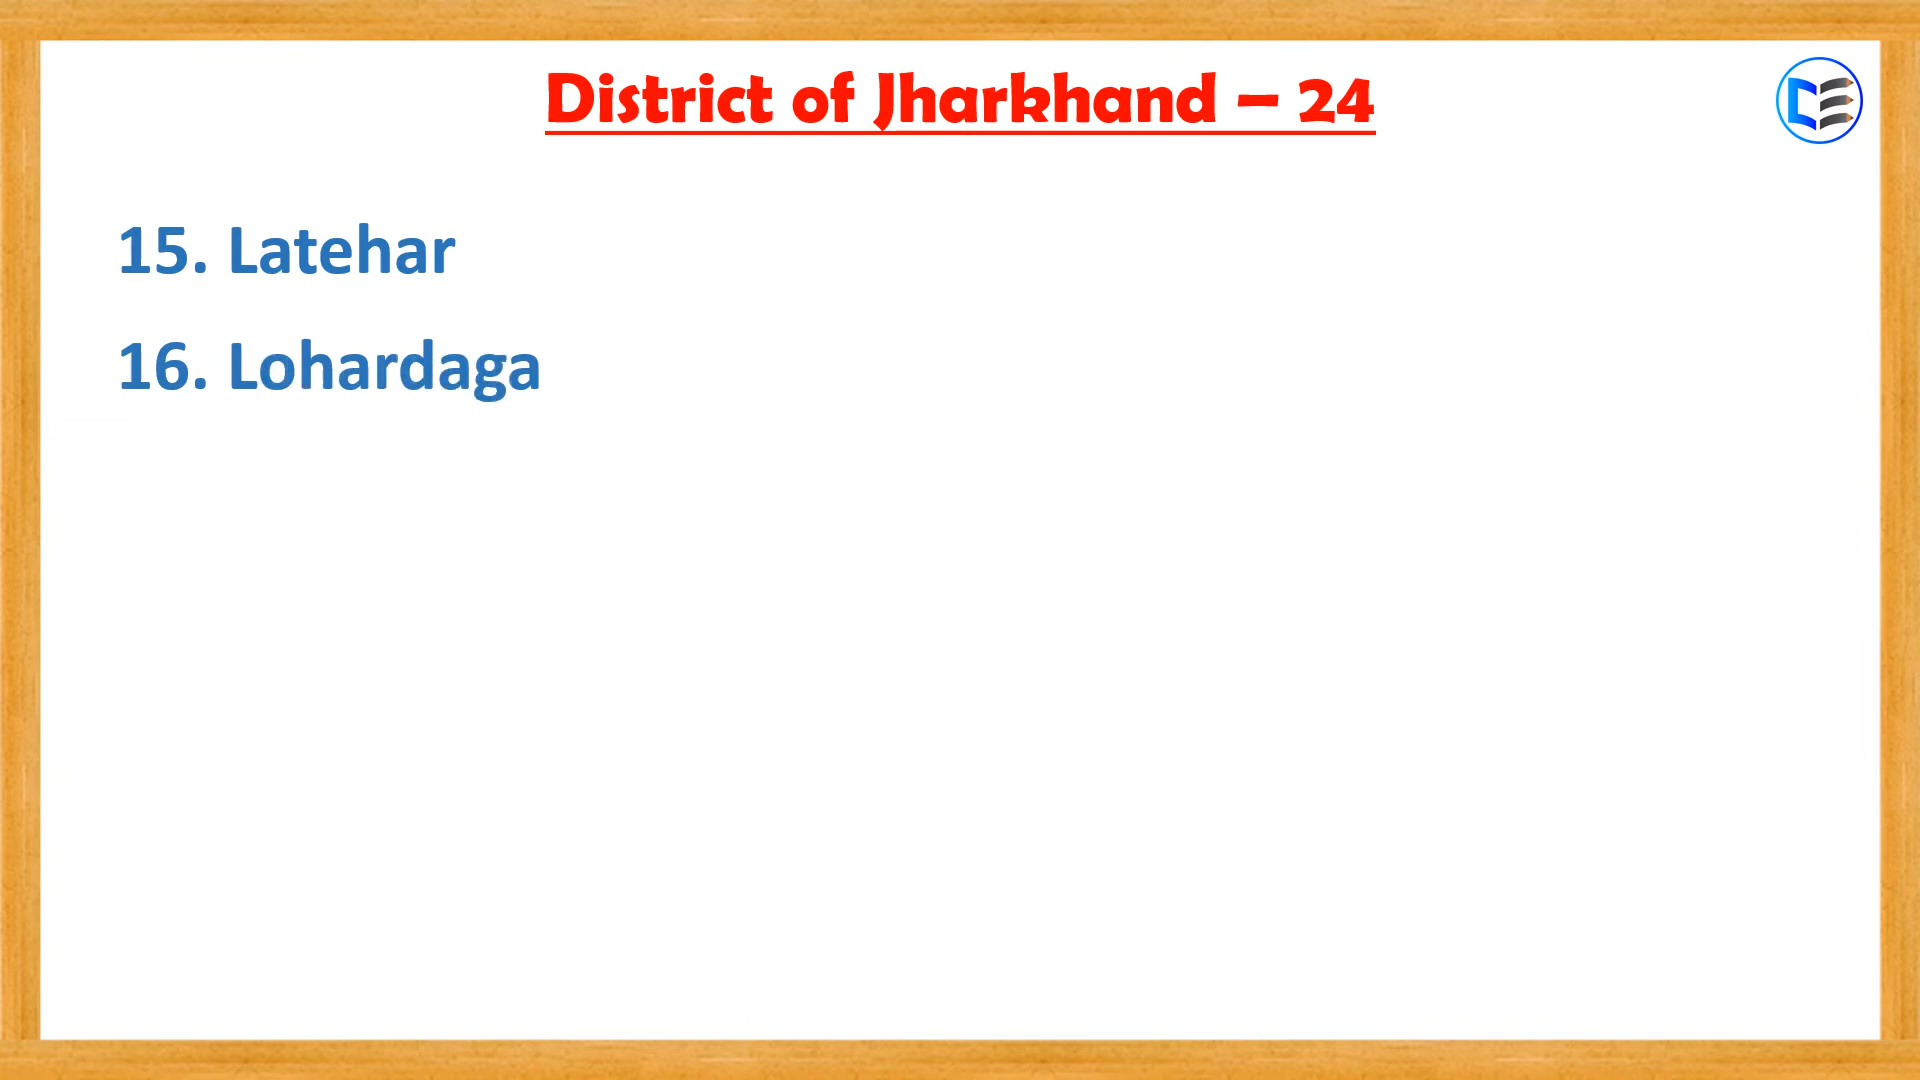 District of Jharkhand – 24
15. Latehar
16. Lohardaga